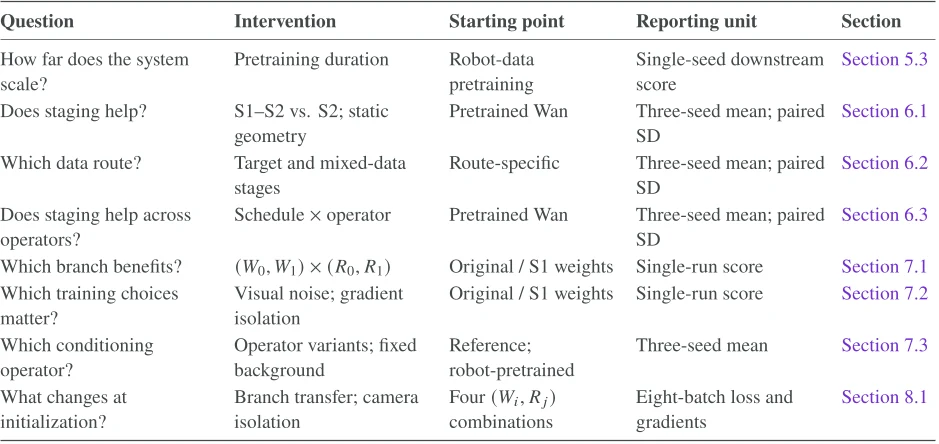 Question Intervention Starting point Reporting unit Section
How far does the system Pretraining duration Robot-data Single-seed downstream Section 5.3
scale? pretraining score
Does staging help? S1–S2 vs. S2; static Pretrained Wan Three-seed mean; paired Section 6.1
geometry SD
Which data route? Target and mixed-data Route-specific Three-seed mean; paired Section 6.2
stages SD
Does staging help across Schedule × operator Pretrained Wan Three-seed mean; paired Section 6.3
operators? SD
Which branch benefits? (W₀, W₁) × (R₀, R₁) Original / S1 weights Single-run score Section 7.1
Which training choices Visual noise; gradient Original / S1 weights Single-run score Section 7.2
matter? isolation
Which conditioning Operator variants; fixed Reference; Three-seed mean Section 7.3
operator? background robot-pretrained
What changes at Branch transfer; camera Four (Wᵢ, Rⱼ) Eight-batch loss and Section 8.1
initialization? isolation combinations gradients